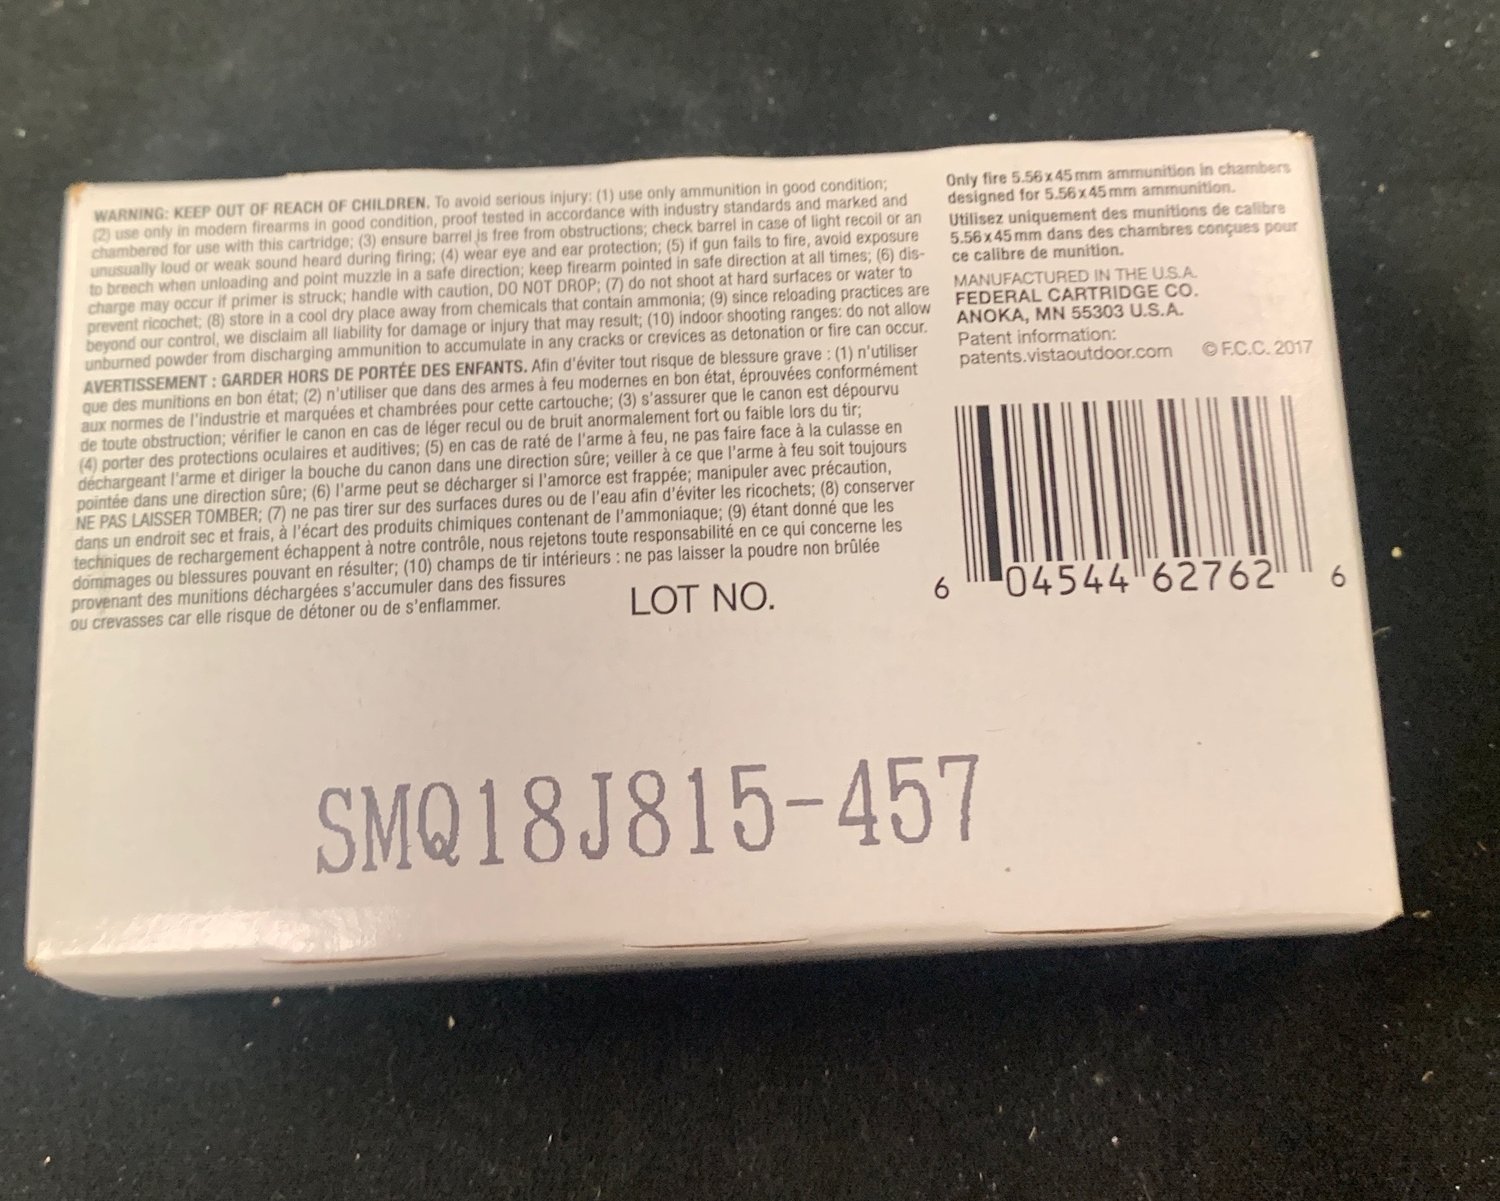 WARNING: KEEP OUT OF REACH OF CHILDREN. To avoid serious injury: (1) use only ammunition in good condition;
(2) use only in modern firearms in good condition, proof tested in accordance with industry standards and marked and
chambered for use with this cartridge; (3) ensure barrel is free from obstructions; check barrel in case of light recoil or an
unusually loud or weak sound heard during firing; (4) wear eye and ear protection; (5) if gun fails to fire, avoid exposure
to breech when unloading and point muzzle in a safe direction; keep firearm pointed in safe direction at all times; (6) dis-
charge may occur if primer is struck; handle with caution, DO NOT DROP; (7) do not shoot at hard surfaces or water to
prevent ricochet; (8) store in a cool dry place away from chemicals that contain ammonia; (9) since reloading practices are
beyond our control, we disclaim all liability for damage or injury that may result; (10) indoor shooting ranges: do not allow
unburned powder from discharging ammunition to accumulate in any cracks or crevices as detonation or fire can occur.
AVERTISSEMENT : GARDER HORS DE PORTÉE DES ENFANTS. Afin d'éviter tout risque de blessure grave : (1) n'utiliser
que des munitions en bon état; (2) n'utiliser que dans des armes à feu modernes en bon état, éprouvées conformément
aux normes de l'industrie et marquées et chambrées pour cette cartouche; (3) s'assurer que le canon est dépourvu
de toute obstruction; vérifier le canon en cas de léger recul ou de bruit anormalement fort ou faible lors du tir;
(4) porter des protections oculaires et auditives; (5) en cas de raté de l'arme à feu, ne pas faire face à la culasse en
déchargeant l'arme et diriger la bouche du canon dans une direction sûre; veiller à ce que l'arme à feu soit toujours
pointée dans une direction sûre; (6) l'arme peut se décharger si l'amorce est frappée; manipuler avec précaution,
NE PAS LAISSER TOMBER; (7) ne pas tirer sur des surfaces dures ou de l'eau afin d'éviter les ricochets; (8) conserver
dans un endroit sec et frais, à l'écart des produits chimiques contenant de l'ammoniaque; (9) étant donné que les
techniques de rechargement échappent à notre contrôle, nous rejetons toute responsabilité en ce qui concerne les
dommages ou blessures pouvant en résulter; (10) champs de tir intérieurs : ne pas laisser la poudre non brûlée
provenant des munitions déchargées s'accumuler dans des fissures
ou crevasses car elle risque de détoner ou de s'enflammer.
LOT NO.
Only fire 5.56 x 45 mm ammunition in chambers
designed for 5.56 x 45 mm ammunition.
Utilisez uniquement des munitions de calibre
5.56 x 45 mm dans des chambres conçues pour
ce calibre de munition.
MANUFACTURED IN THE U.S.A.
FEDERAL CARTRIDGE CO.
ANOKA, MN 55303 U.S.A.
Patent information:
patents.vistaoutdoor.com © F.C.C. 2017
6 04544 62762 6
SMQ18J815-457